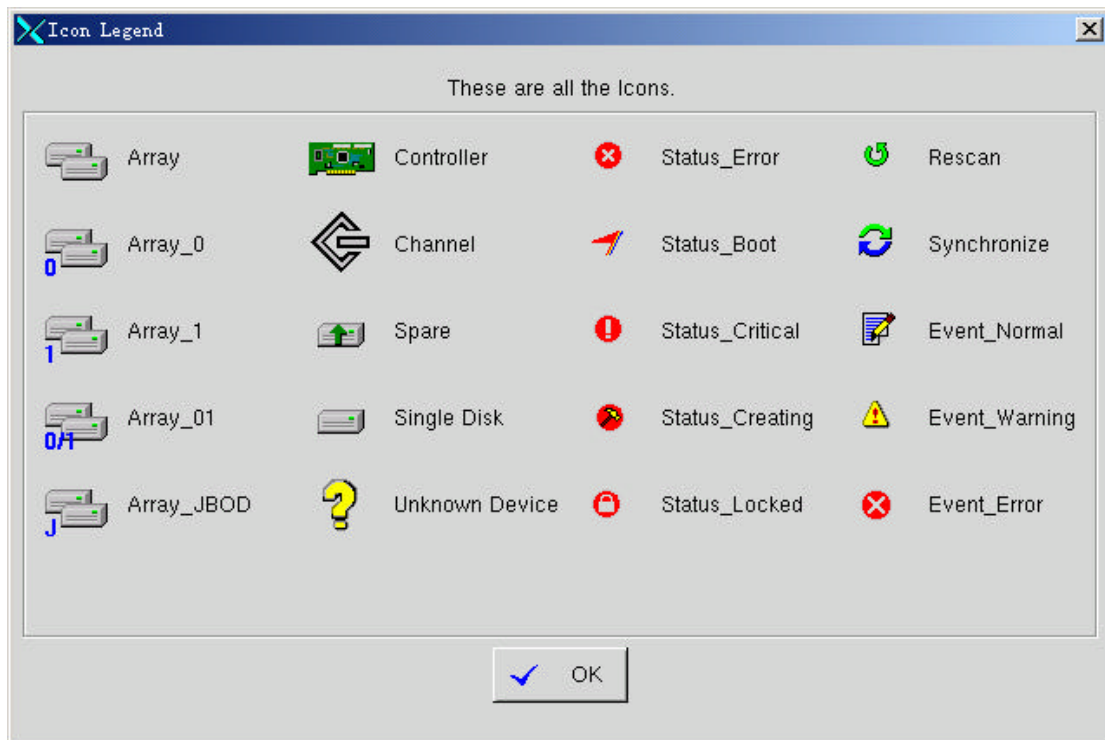 Icon Legend
These are all the Icons.
Array Controller Status_Error Rescan
0 Array_0 Channel Status_Boot Synchronize
1 Array_1 Spare Status_Critical Event_Normal
0/1 Array_01 Single Disk Status_Creating Event_Warning
J Array_JBOD Unknown Device Status_Locked Event_Error
OK